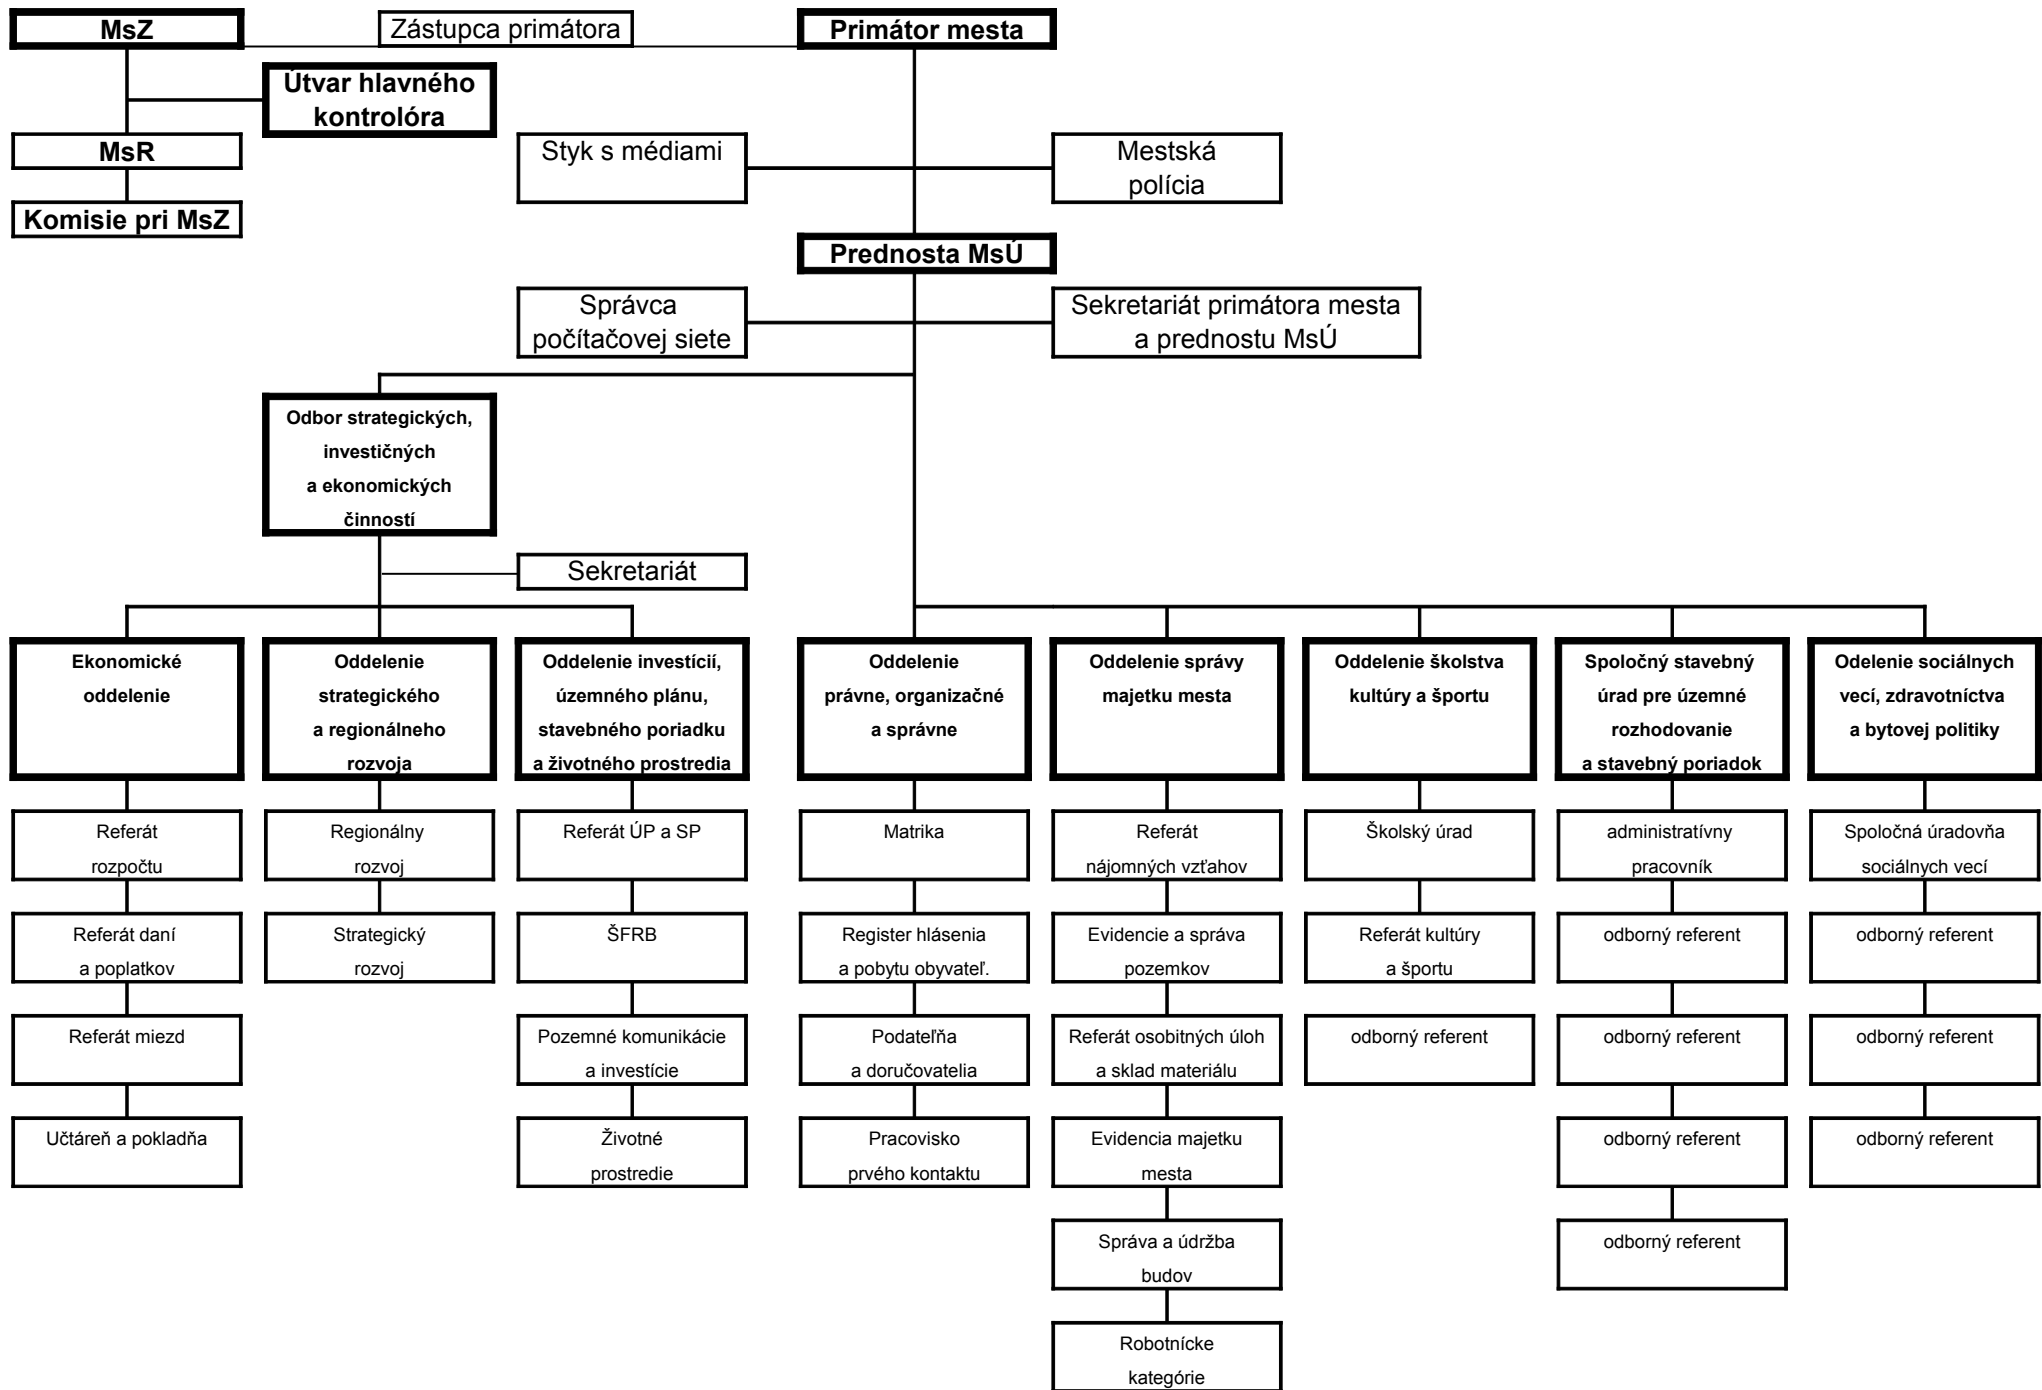 MsZ
Zástupca primátora
Primátor mesta
Útvar hlavného
kontrolóra
MsR
Styk s médiami
Mestská
polícia
Komisie pri MsZ
Prednosta MsÚ
Správca
počítačovej siete
Sekretariát primátora mesta
a prednostu MsÚ
Odbor strategických,
investičných
a ekonomických
činností
Sekretariát
Ekonomické
oddelenie
Oddelenie
strategického
a regionálneho
rozvoja
Oddelenie investícií,
územného plánu,
stavebného poriadku
a životného prostredia
Oddelenie
právne, organizačné
a správne
Oddelenie správy
majetku mesta
Oddelenie školstva
kultúry a športu
Spoločný stavebný
úrad pre územné
rozhodovanie
a stavebný poriadok
Odelenie sociálnych
vecí, zdravotníctva
a bytovej politiky
Referát
rozpočtu
Regionálny
rozvoj
Referát ÚP a SP
Matrika
Referát
nájomných vzťahov
Školský úrad
administratívny
pracovník
Spoločná úradovňa
sociálnych vecí
Referát daní
a poplatkov
Strategický
rozvoj
ŠFRB
Register hlásenia
a pobytu obyvateľ.
Evidencie a správa
pozemkov
Referát kultúry
a športu
odborný referent
odborný referent
Referát miezd
Pozemné komunikácie
a investície
Podateľňa
a doručovatelia
Referát osobitných úloh
a sklad materiálu
odborný referent
odborný referent
odborný referent
Učtáreň a pokladňa
Životné
prostredie
Pracovisko
prvého kontaktu
Evidencia majetku
mesta
odborný referent
odborný referent
Správa a údržba
budov
odborný referent
Robotnícke
kategórie